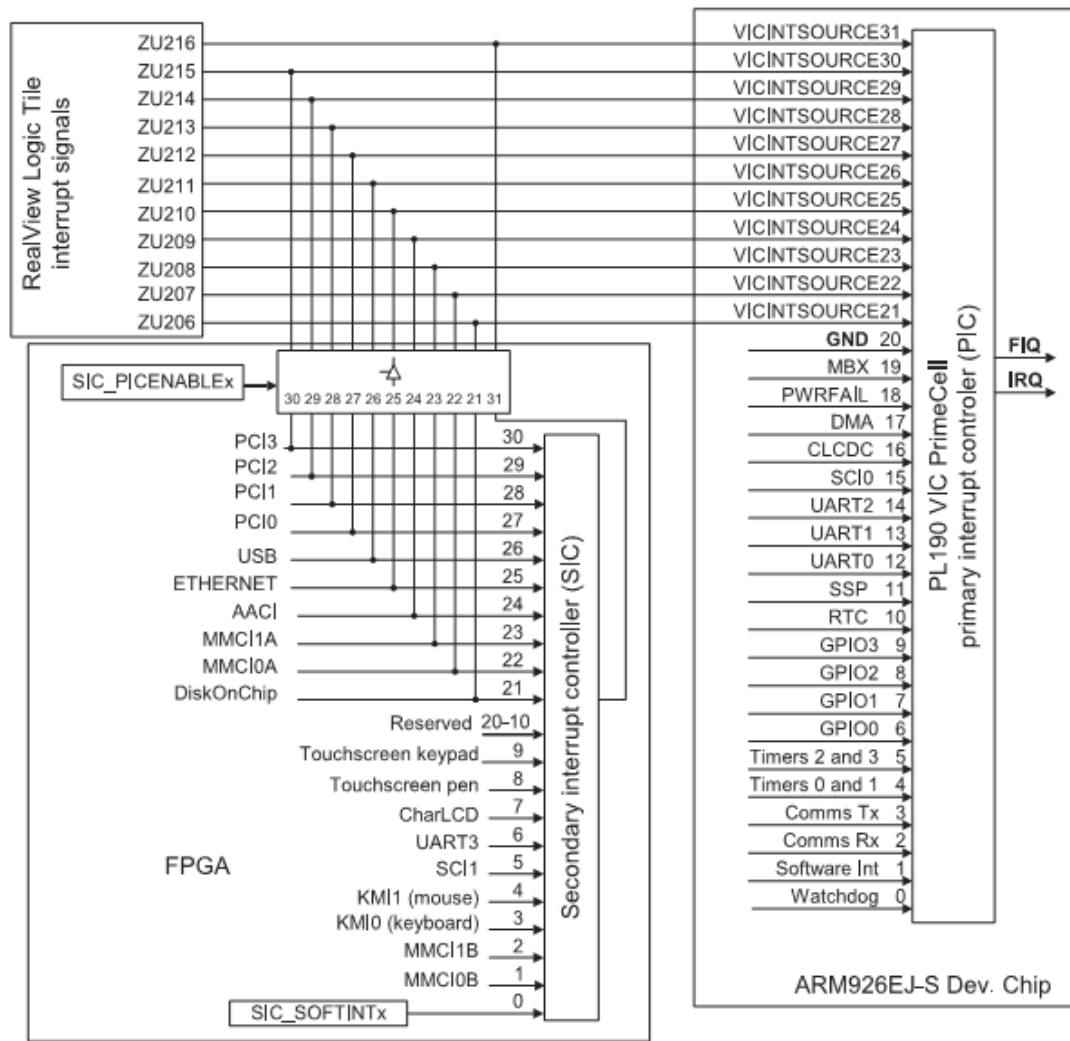 RealView Logic Tile
interrupt signals
ZU216
ZU215
ZU214
ZU213
ZU212
ZU211
ZU210
ZU209
ZU208
ZU207
ZU206
VICINTSOURCE31
VICINTSOURCE30
VICINTSOURCE29
VICINTSOURCE28
VICINTSOURCE27
VICINTSOURCE26
VICINTSOURCE25
VICINTSOURCE24
VICINTSOURCE23
VICINTSOURCE22
VICINTSOURCE21
GND 20
MBX 19
PWRFAIL 18
DMA 17
CLCDC 16
SCI0 15
UART2 14
UART1 13
UART0 12
SSP 11
RTC 10
GPIO3 9
GPIO2 8
GPIO1 7
GPIO0 6
Timers 2 and 3 5
Timers 0 and 1 4
Comms Tx 3
Comms Rx 2
Software Int 1
Watchdog 0
PL190 VIC PrimeCell
primary interrupt controler (PIC)
FIQ
IRQ
ARM926EJ-S Dev. Chip
SIC_PICENABLEx
30 29 28 27 26 25 24 23 22 21 31
PCI3 30
PCI2 29
PCI1 28
PCI0 27
USB 26
ETHERNET 25
AACI 24
MMCI1A 23
MMCI0A 22
DiskOnChip 21
Reserved 20-10
Touchscreen keypad 9
Touchscreen pen 8
CharLCD 7
UART3 6
SCI1 5
KMI1 (mouse) 4
KMI0 (keyboard) 3
MMCI1B 2
MMCI0B 1
SIC_SOFTINTx 0
Secondary interrupt controller (SIC)
FPGA